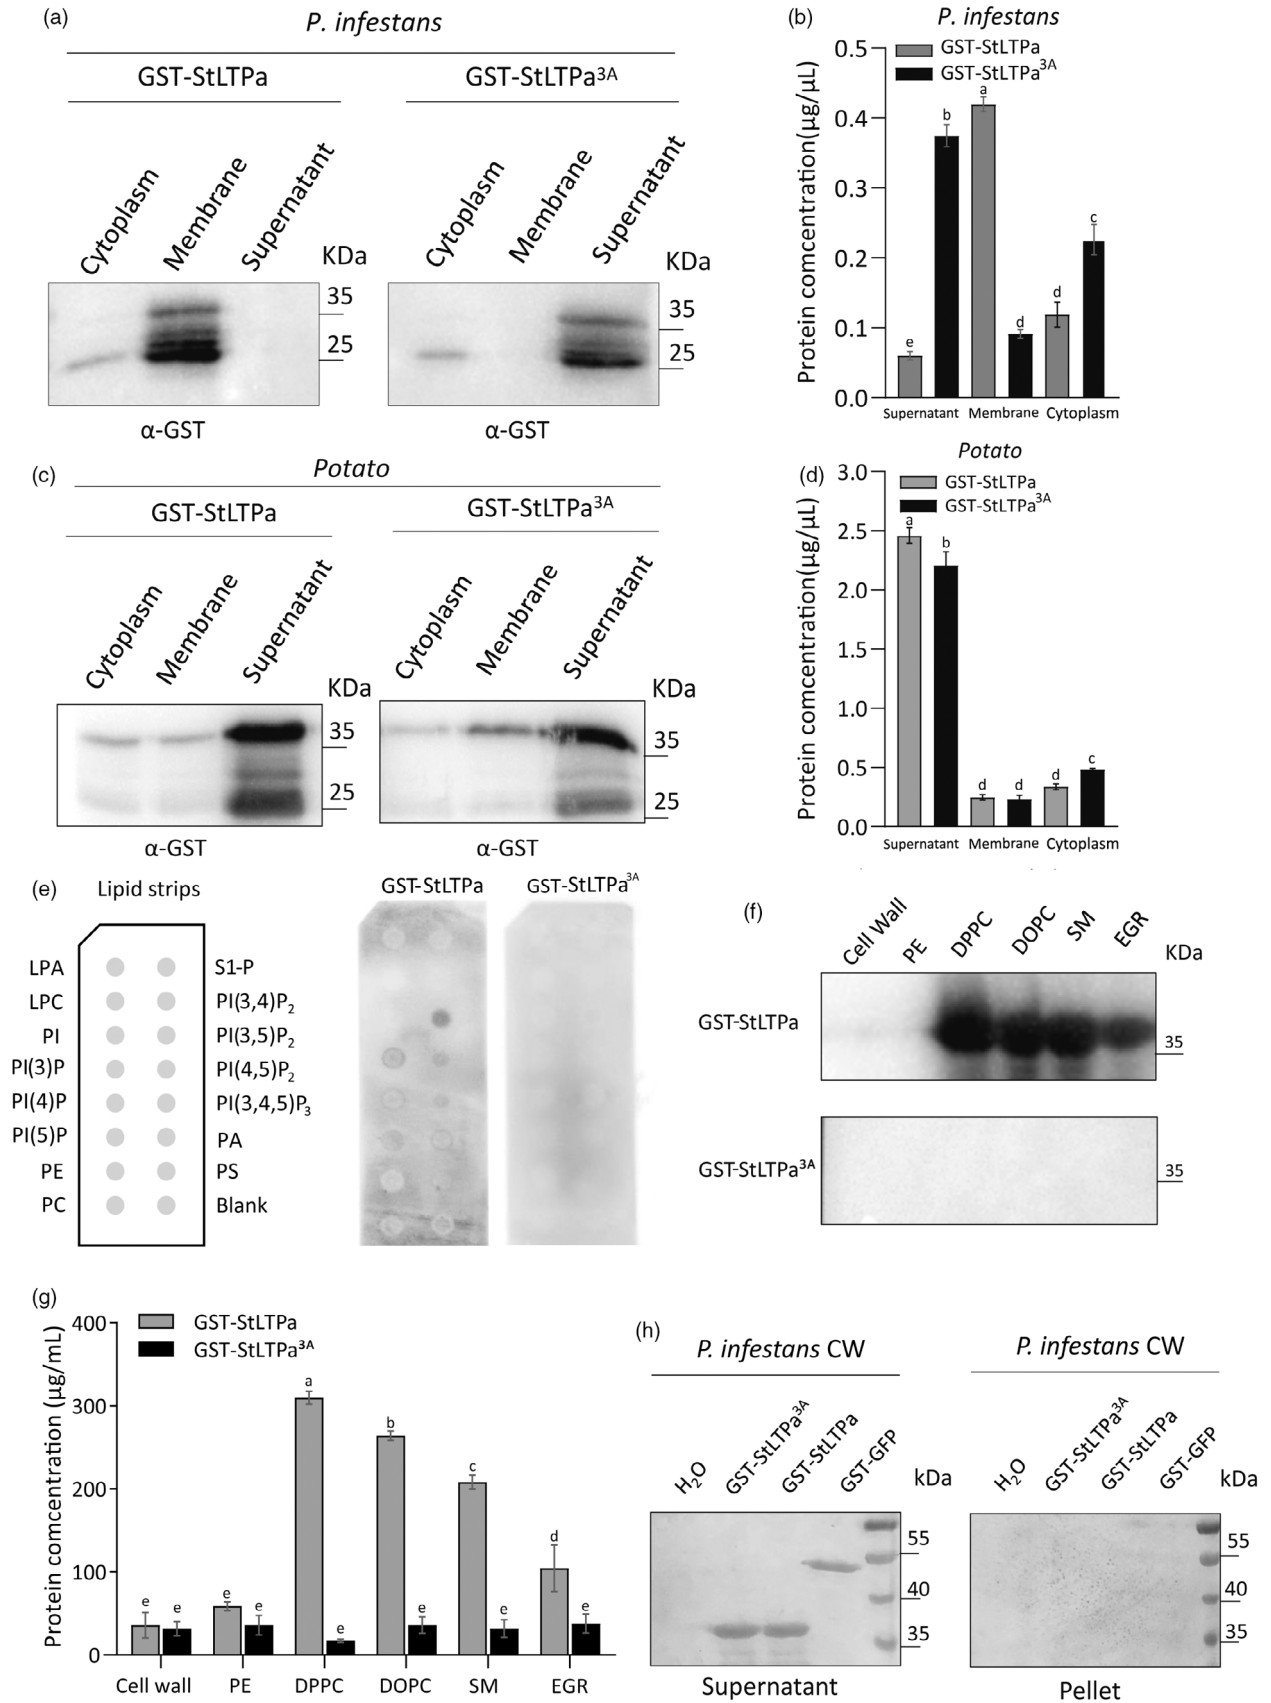 (a)
P. infestans
GST-StLTPa
GST-StLTPa3A
Cytoplasm
Membrane
Supernatant
KDa
35
25
Cytoplasm
Membrane
Supernatant
KDa
35
25
α-GST
α-GST
(b)
P. infestans
GST-StLTPa
GST-StLTPa3A
Protein comcentration(μg/μL)
0.5
0.4
0.3
0.2
0.1
0.0
e
b
a
d
d
c
Supernatant
Membrane
Cytoplasm
(c)
Potato
GST-StLTPa
GST-StLTPa3A
Cytoplasm
Membrane
Supernatant
KDa
35
25
Cytoplasm
Membrane
Supernatant
KDa
35
25
α-GST
α-GST
(d)
Potato
GST-StLTPa
GST-StLTPa3A
Protein comcentration(μg/μL)
3.0
2.5
2.0
1.5
1.0
0.5
0.0
a
b
d
d
d
c
Supernatant
Membrane
Cytoplasm
(e)
Lipid strips
GST-StLTPa
GST-StLTPa3A
LPA
S1-P
LPC
PI(3,4)P2
PI
PI(3,5)P2
PI(3)P
PI(4,5)P2
PI(4)P
PI(3,4,5)P3
PI(5)P
PA
PE
PS
PC
Blank
(f)
Cell Wall
PE
DPPC
DOPC
SM
EGR
KDa
GST-StLTPa
35
GST-StLTPa3A
35
(g)
GST-StLTPa
GST-StLTPa3A
Protein comcentration (μg/mL)
400
300
200
100
0
e
e
e
e
a
e
b
e
c
e
d
e
Cell wall
PE
DPPC
DOPC
SM
EGR
(h)
P. infestans CW
H2O
GST-StLTPa3A
GST-StLTPa
GST-GFP
kDa
55
40
35
Supernatant
P. infestans CW
H2O
GST-StLTPa3A
GST-StLTPa
GST-GFP
kDa
55
40
35
Pellet